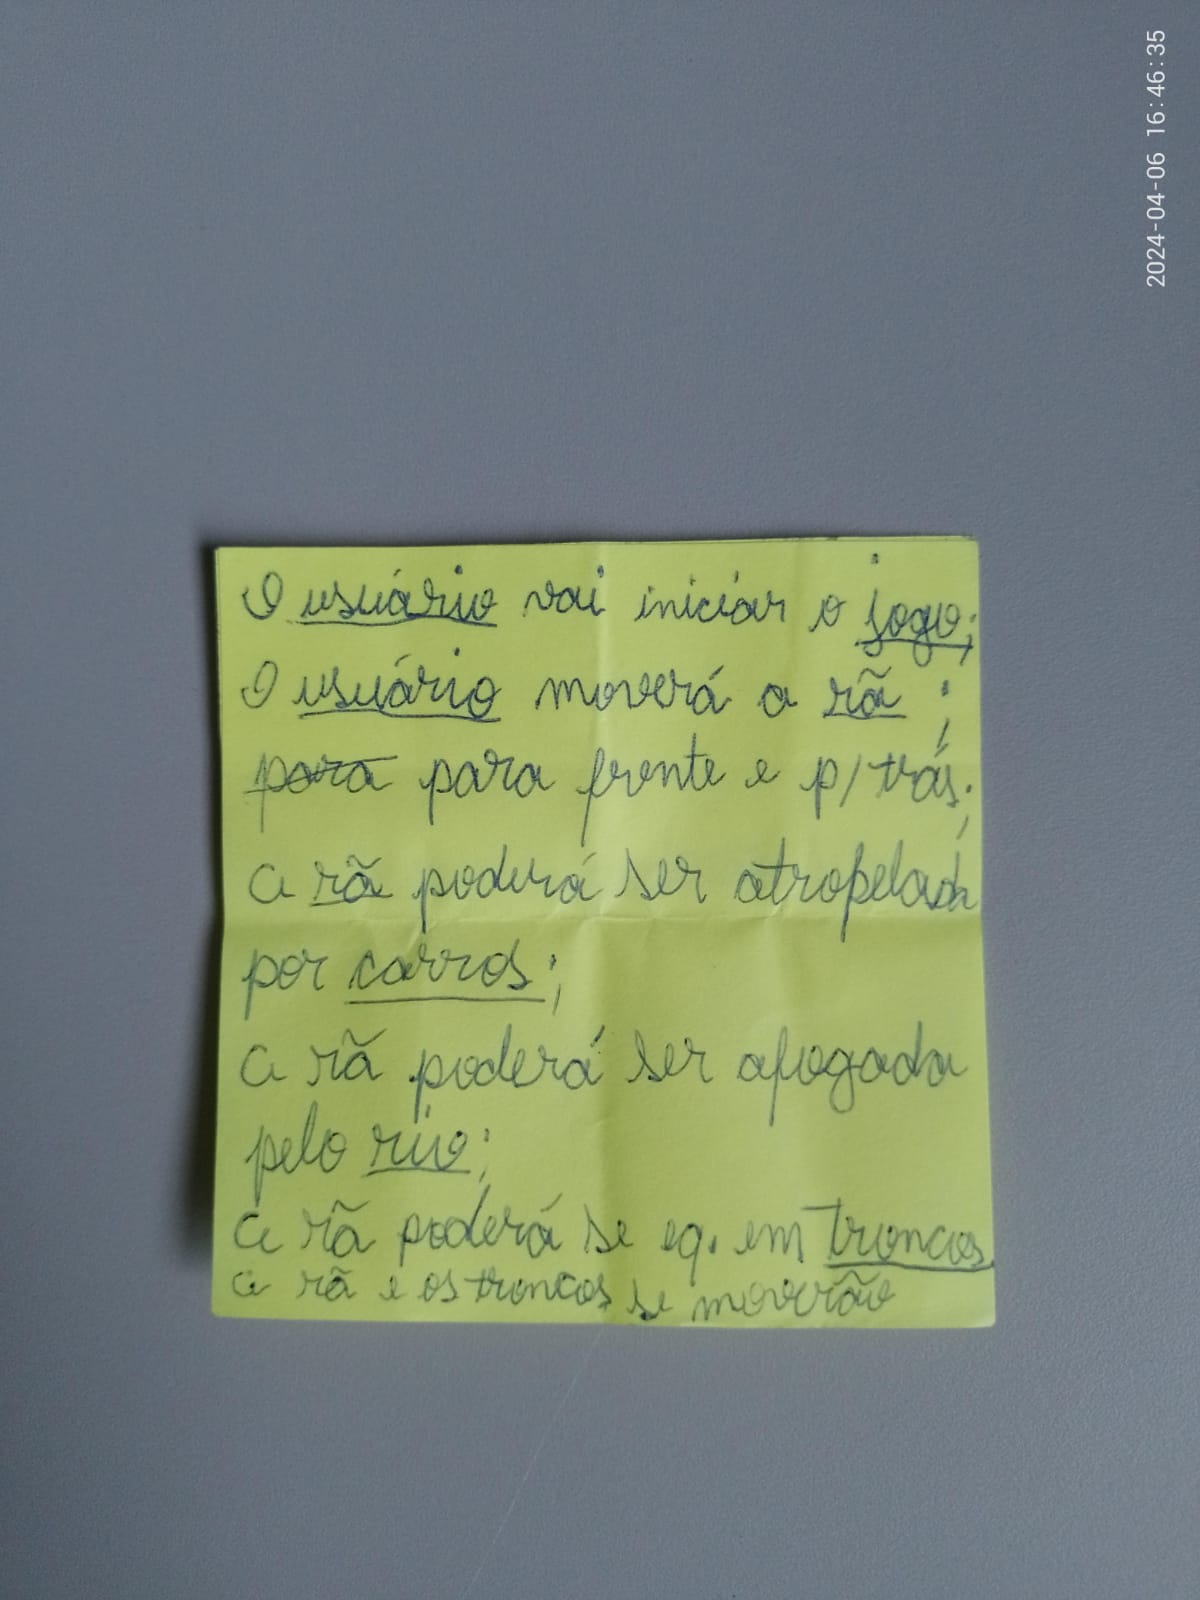 2024-04-06 16:46:35
O usuário vai iniciar o jogo;
O usuário moverá a rã ;
para para frente e p/ trás;
A rã poderá ser atropelada
por carros;
A rã poderá ser afogada
pelo rio;
A rã poderá se eq. em troncos
A rã e os troncos se moverão